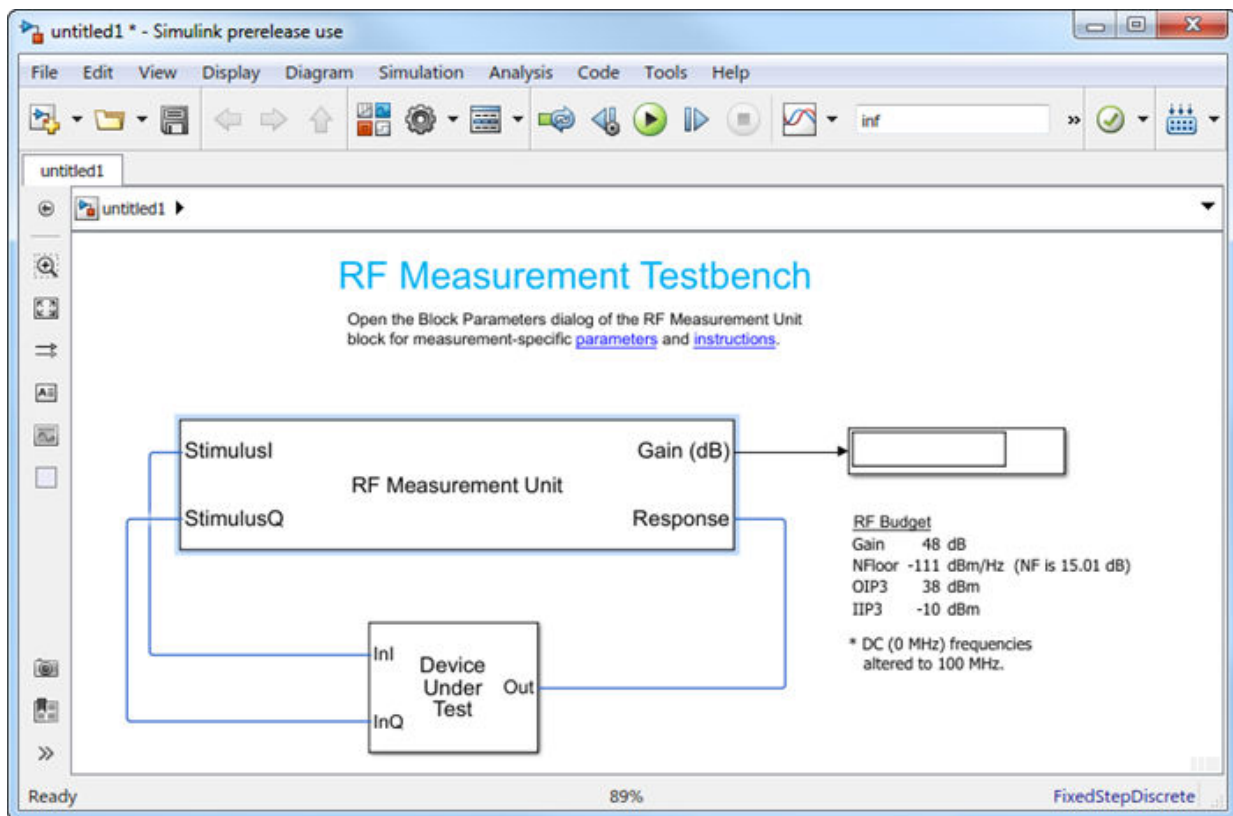 untitled1 * - Simulink prerelease use
File Edit View Display Diagram Simulation Analysis Code Tools Help
inf
»
untitled1
untitled1
RF Measurement Testbench
Open the Block Parameters dialog of the RF Measurement Unit
block for measurement-specific parameters and instructions.
StimulusI
Gain (dB)
RF Measurement Unit
StimulusQ
Response
RF Budget
Gain 48 dB
NFloor -111 dBm/Hz (NF is 15.01 dB)
OIP3 38 dBm
IIP3 -10 dBm
* DC (0 MHz) frequencies
altered to 100 MHz.
InI
Device
Under
Test
Out
InQ
»
Ready
89%
FixedStepDiscrete